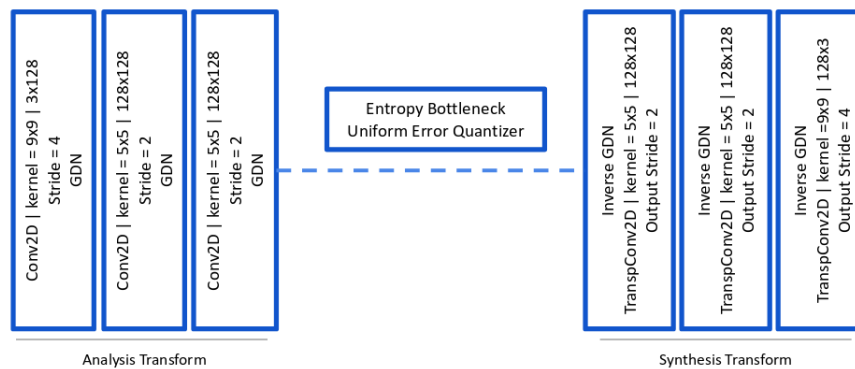 Conv2D | kernel = 9x9 | 3x128
Stride = 4
GDN
Conv2D | kernel = 5x5 | 128x128
Stride = 2
GDN
Conv2D | kernel = 5x5 | 128x128
Stride = 2
GDN
Entropy Bottleneck
Uniform Error Quantizer
Inverse GDN
TranspConv2D | kernel = 5x5 | 128x128
Output Stride = 2
Inverse GDN
TranspConv2D | kernel = 5x5 | 128x128
Output Stride = 2
Inverse GDN
TranspConv2D | kernel =9x9 | 128x3
Output Stride = 4
Analysis Transform
Synthesis Transform